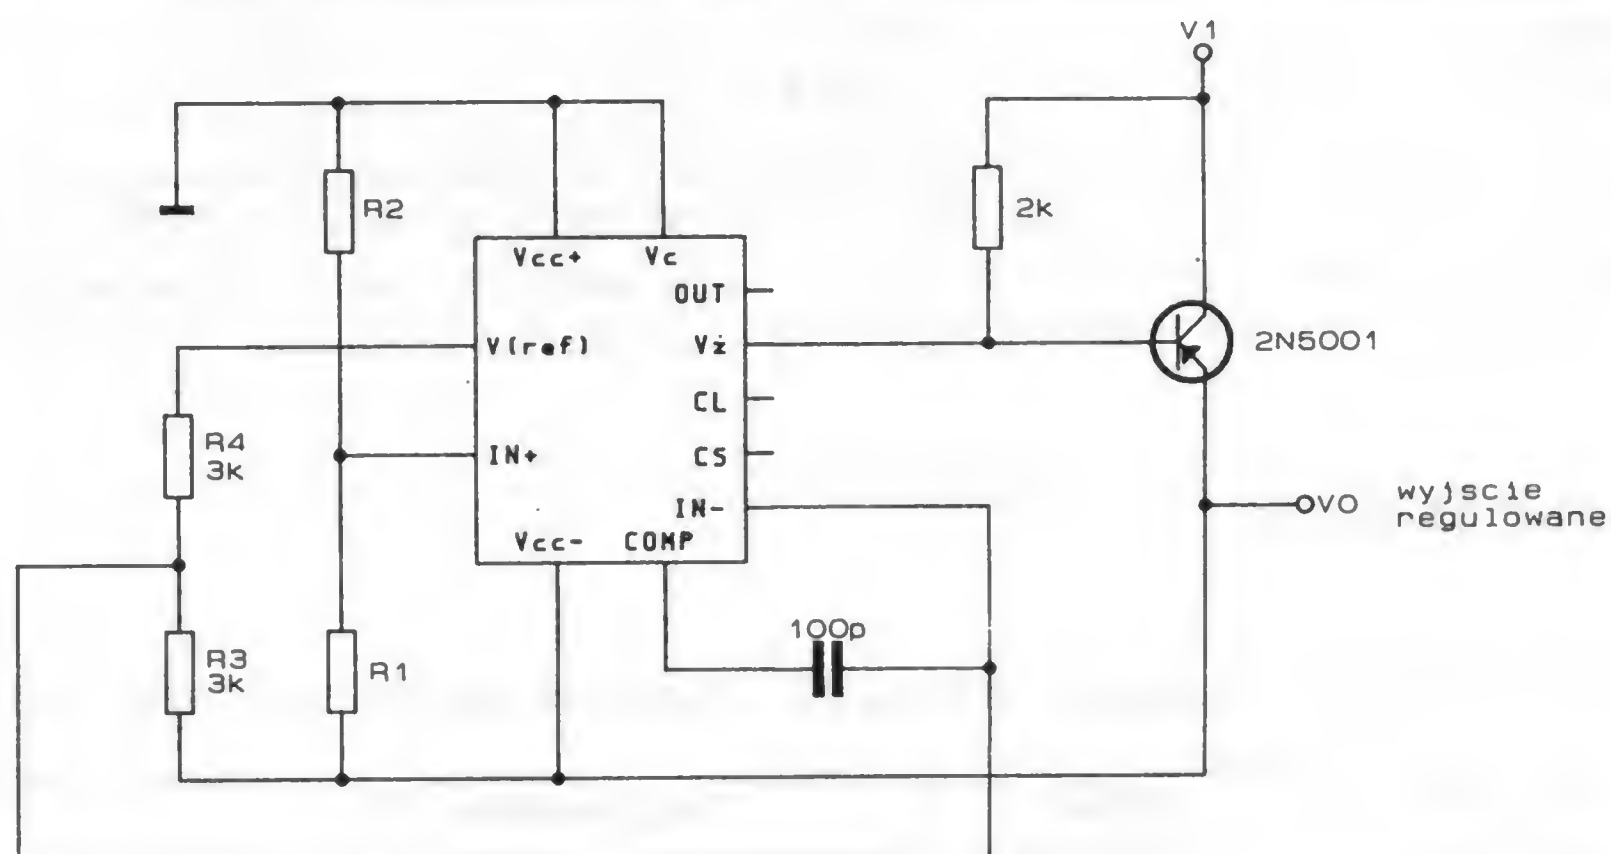 V1
R2
2k
Vcc+ Vc
OUT
V(ref) Vż
2N5001
CL
R4
3k
IN+ CS
IN-
wyjscie
VO regulowane
Vcc- COMP
100p
R3
3k
R1